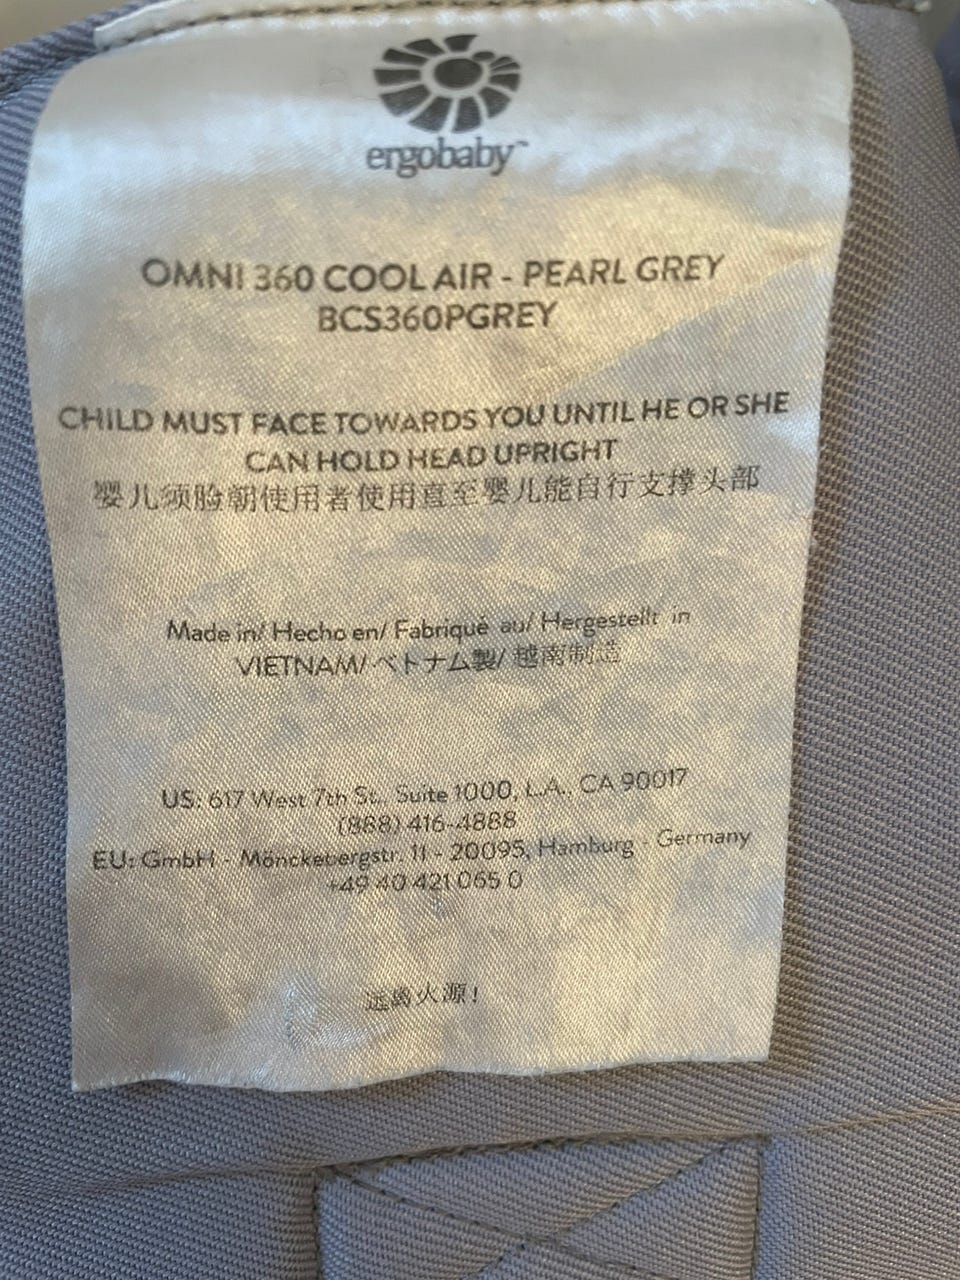 ergobaby™
OMNI 360 COOL AIR - PEARL GREY
BCS360PGREY
CHILD MUST FACE TOWARDS YOU UNTIL HE OR SHE
CAN HOLD HEAD UPRIGHT
婴儿须脸朝使用者使用直至婴儿能自行支撑头部
Made in/ Hecho en/ Fabriqué au/ Hergestellt in
VIETNAM/ ベトナム製/ 越南制造
US: 617 West 7th St., Suite 1000, L.A., CA 90017
(888) 416-4888
EU: GmbH - Mönckebergstr. 11 - 20095, Hamburg - Germany
+49 40 421 065 0
远离火源!